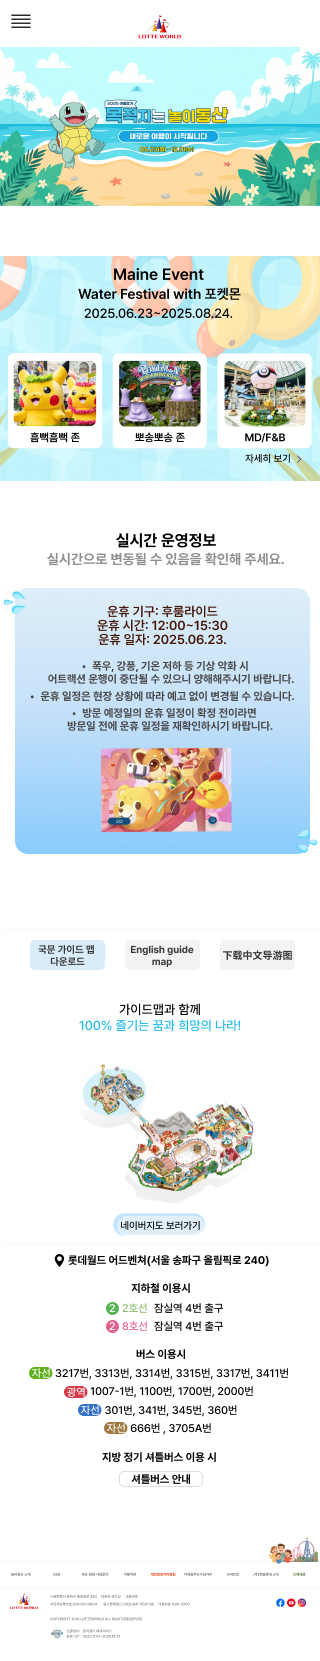 LOTTE WORLD
목적지는 놀이동산
새로운 여행이 시작됩니다
Maine Event
Water Festival with 포켓몬
2025.06.23~2025.08.24.
흠뻑흠뻑 존
뽀송뽀송 존
MD/F&B
자세히 보기
실시간 운영정보
실시간으로 변동될 수 있음을 확인해 주세요.
운휴 기구: 후룸라이드
운휴 시간: 12:00~15:30
운휴 일자: 2025.06.23.
• 폭우, 강풍, 기온 저하 등 기상 악화 시
어트랙션 운행이 중단될 수 있으니 양해해주시기 바랍니다.
• 운휴 일정은 현장 상황에 따라 예고 없이 변경될 수 있습니다.
• 방문 예정일의 운휴 일정이 확정 전이라면
방문일 전에 운휴 일정을 재확인하시기 바랍니다.
국문 가이드 맵
다운로드
English guide
map
下载中文导游图
가이드맵과 함께
100% 즐기는 꿈과 희망의 나라!
네이버지도 보러가기
롯데월드 어드벤쳐(서울 송파구 올림픽로 240)
지하철 이용시
2 2호선 잠실역 4번 출구
2 8호선 잠실역 4번 출구
버스 이용시
자선 3217번, 3313번, 3314번, 3315번, 3317번, 3411번
광역 1007-1번, 1100번, 1700번, 2000번
자선 301번, 341번, 345번, 360번
자선 666번 , 3705A번
지방 정기 셔틀버스 이용 시
셔틀버스 안내
LOTTE WORLD
COPYRIGHT 2018 LOTTEWORLD ALL RIGHTS RESERVED